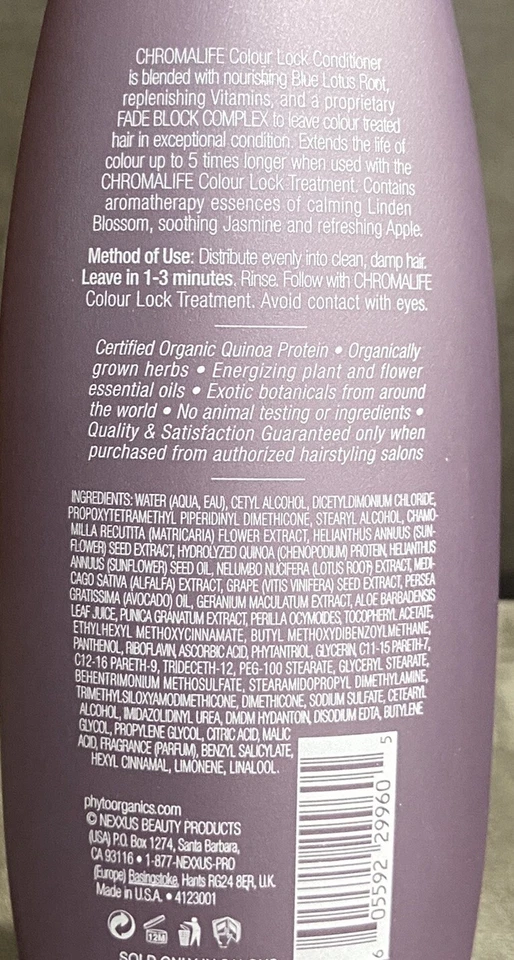 CHROMALIFE Colour Lock Conditioner
is blended with nourishing Blue Lotus Root,
replenishing Vitamins, and a proprietary
FADE BLOCK COMPLEX to leave colour treated
hair in exceptional condition. Extends the life of
colour up to 5 times longer when used with the
CHROMALIFE Colour Lock Treatment. Contains
aromatherapy essences of calming Linden
Blossom, soothing Jasmine and refreshing Apple.
Method of Use: Distribute evenly into clean, damp hair.
Leave in 1-3 minutes. Rinse. Follow with CHROMALIFE
Colour Lock Treatment. Avoid contact with eyes.
Certified Organic Quinoa Protein • Organically
grown herbs • Energizing plant and flower
essential oils • Exotic botanicals from around
the world • No animal testing or ingredients •
Quality & Satisfaction Guaranteed only when
purchased from authorized hairstyling salons
INGREDIENTS: WATER (AQUA, EAU), CETYL ALCOHOL, DICETYLDIMONIUM CHLORIDE,
PROPOXYTETRAMETHYL PIPERIDINYL DIMETHICONE, STEARYL ALCOHOL, CHAMO-
MILLA RECUTITA (MATRICARIA) FLOWER EXTRACT, HELIANTHUS ANNUUS (SUN-
FLOWER) SEED EXTRACT, HYDROLYZED QUINOA (CHENOPODIUM) PROTEIN, HELIANTHUS
ANNUUS (SUNFLOWER) SEED OIL, NELUMBO NUCIFERA (LOTUS ROOT) EXTRACT, MEDI-
CAGO SATIVA (ALFALFA) EXTRACT, GRAPE (VITIS VINIFERA) SEED EXTRACT, PERSEA
GRATISSIMA (AVOCADO) OIL, GERANIUM MACULATUM EXTRACT, ALOE BARBADENSIS
LEAF JUICE, PUNICA GRANATUM EXTRACT, PERILLA OCYMOIDES, TOCOPHERYL ACETATE,
ETHYLHEXYL METHOXYCINNAMATE, BUTYL METHOXYDIBENZOYLMETHANE,
PANTHENOL, RIBOFLAVIN, ASCORBIC ACID, PHYTANTRIOL, GLYCERIN, C11-15 PARETH-7,
C12-16 PARETH-9, TRIDECETH-12, PEG-100 STEARATE, GLYCERYL STEARATE,
BEHENTRIMONIUM METHOSULFATE, STEARAMIDOPROPYL DIMETHYLAMINE,
TRIMETHYLSILOXYAMODIMETHICONE, DIMETHICONE, SODIUM SULFATE, CETEARYL
ALCOHOL, IMIDAZOLIDINYL UREA, DMDM HYDANTOIN, DISODIUM EDTA, BUTYLENE
GLYCOL, PROPYLENE GLYCOL, CITRIC ACID, MALIC
ACID, FRAGRANCE (PARFUM), BENZYL SALICYLATE,
HEXYL CINNAMAL, LIMONENE, LINALOOL.
phytoorganics.com
© NEXXUS BEAUTY PRODUCTS
(USA) P.O. Box 1274, Santa Barbara,
CA 93116 • 1-877-NEXXUS-PRO
(Europe) Basingstoke, Hants RG24 8ER, U.K.
Made in U.S.A. • 4123001
12M
6 05592 29960 5